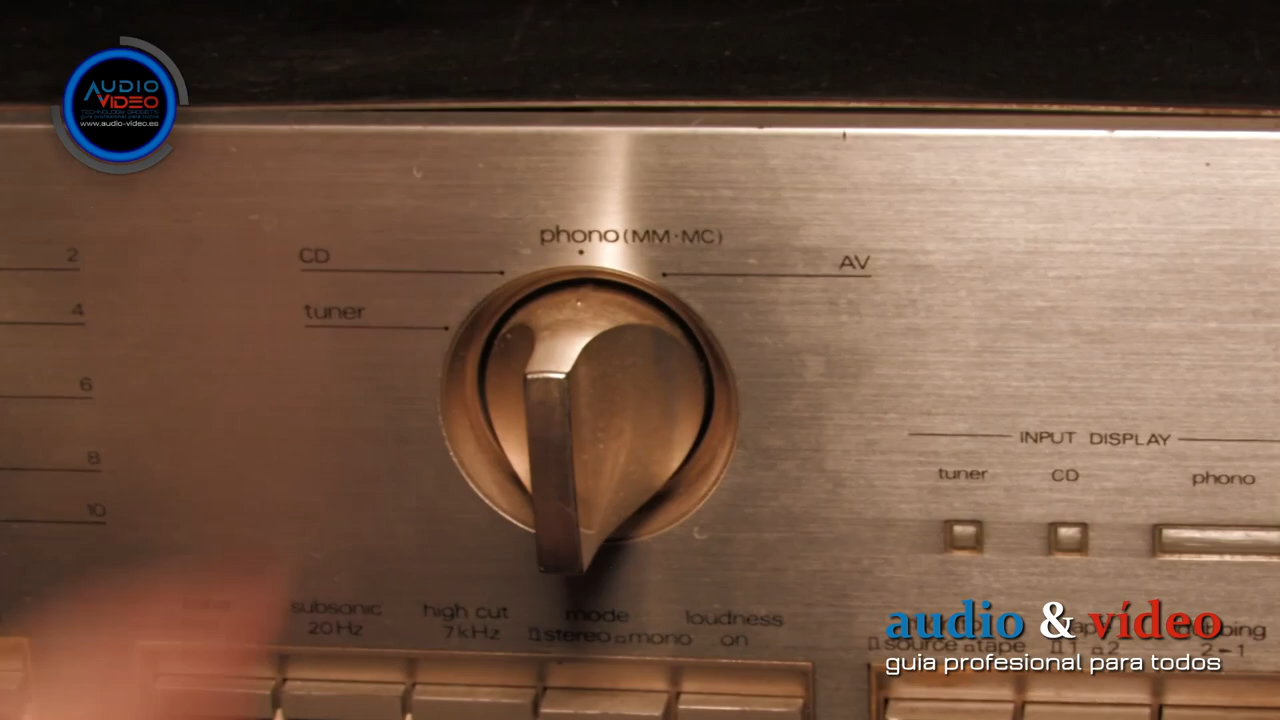 AUDIO
VIDEO
www.audio-video.es
phono (MM·MC)
CD
AV
tuner
2
4
6
8
10
INPUT DISPLAY
tuner
CD
phono
subsonic
20Hz
high cut
7kHz
mode
stereo mono
loudness
on
source tape
1 2
2-1
audio & vídeo
guia profesional para todos